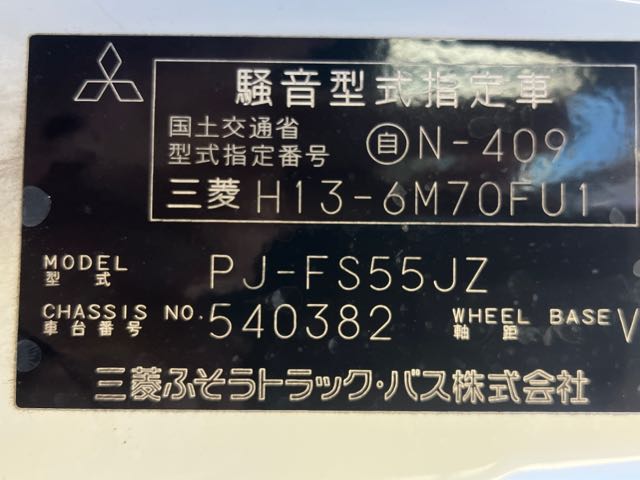 騒音型式指定車
国土交通省
型式指定番号 自N-409
三菱 H13-6M70FU1
MODEL 型式 PJ-FS55JZ
CHASSIS NO. 車台番号 540382 WHEEL BASE 軸距 V
三菱ふそうトラック・バス株式会社